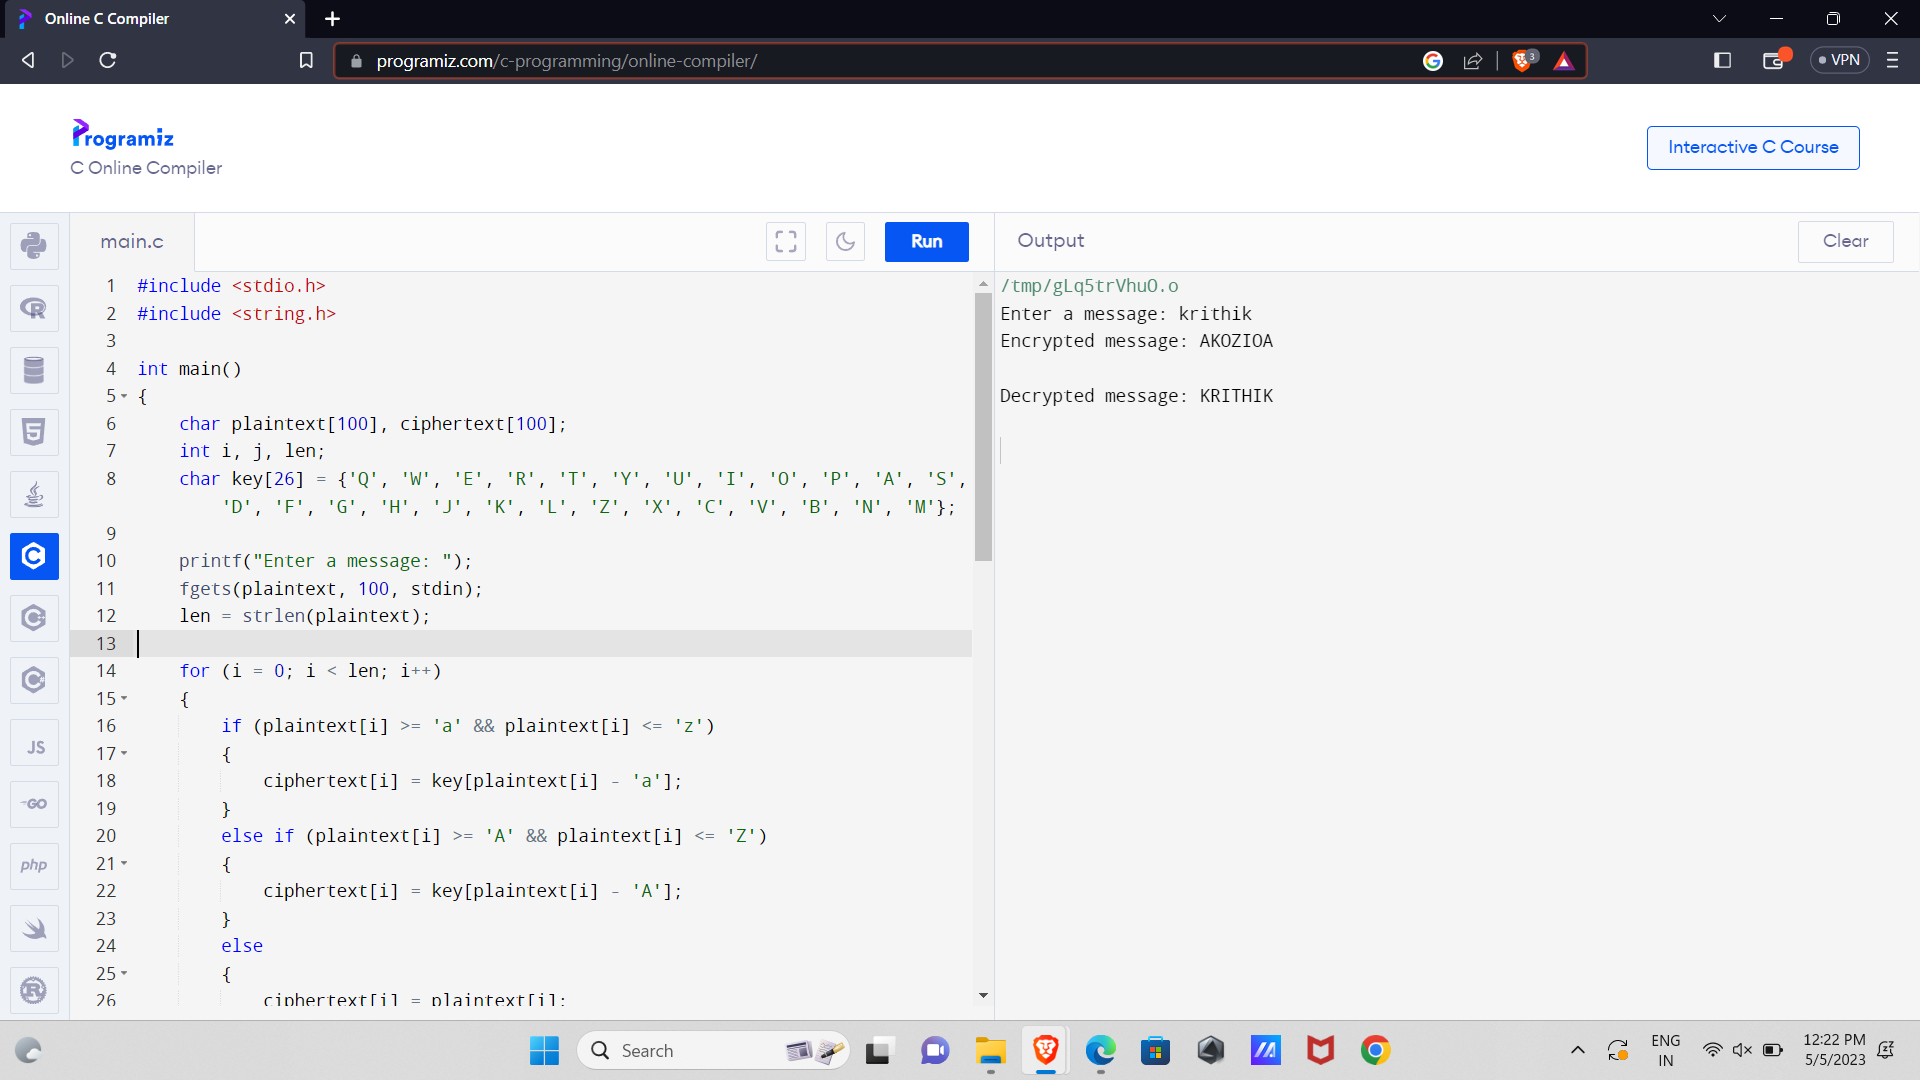 Online C Compiler
programiz.com/c-programming/online-compiler/
3
VPN
Programiz
C Online Compiler
Interactive C Course
main.c
Run
Output
Clear
1 #include <stdio.h>
2 #include <string.h>
3
4 int main()
5 {
6 char plaintext[100], ciphertext[100];
7 int i, j, len;
8 char key[26] = {'Q', 'W', 'E', 'R', 'T', 'Y', 'U', 'I', 'O', 'P', 'A', 'S',
'D', 'F', 'G', 'H', 'J', 'K', 'L', 'Z', 'X', 'C', 'V', 'B', 'N', 'M'};
9
10 printf("Enter a message: ");
11 fgets(plaintext, 100, stdin);
12 len = strlen(plaintext);
13
14 for (i = 0; i < len; i++)
15 {
16 if (plaintext[i] >= 'a' && plaintext[i] <= 'z')
17 {
18 ciphertext[i] = key[plaintext[i] - 'a'];
19 }
20 else if (plaintext[i] >= 'A' && plaintext[i] <= 'Z')
21 {
22 ciphertext[i] = key[plaintext[i] - 'A'];
23 }
24 else
25 {
26 ciphertext[i] = plaintext[i];
/tmp/gLq5trVhuO.o
Enter a message: krithik
Encrypted message: AKOZIOA
Decrypted message: KRITHIK
JS
GO
php
Search
ENG
IN
12:22 PM
5/5/2023